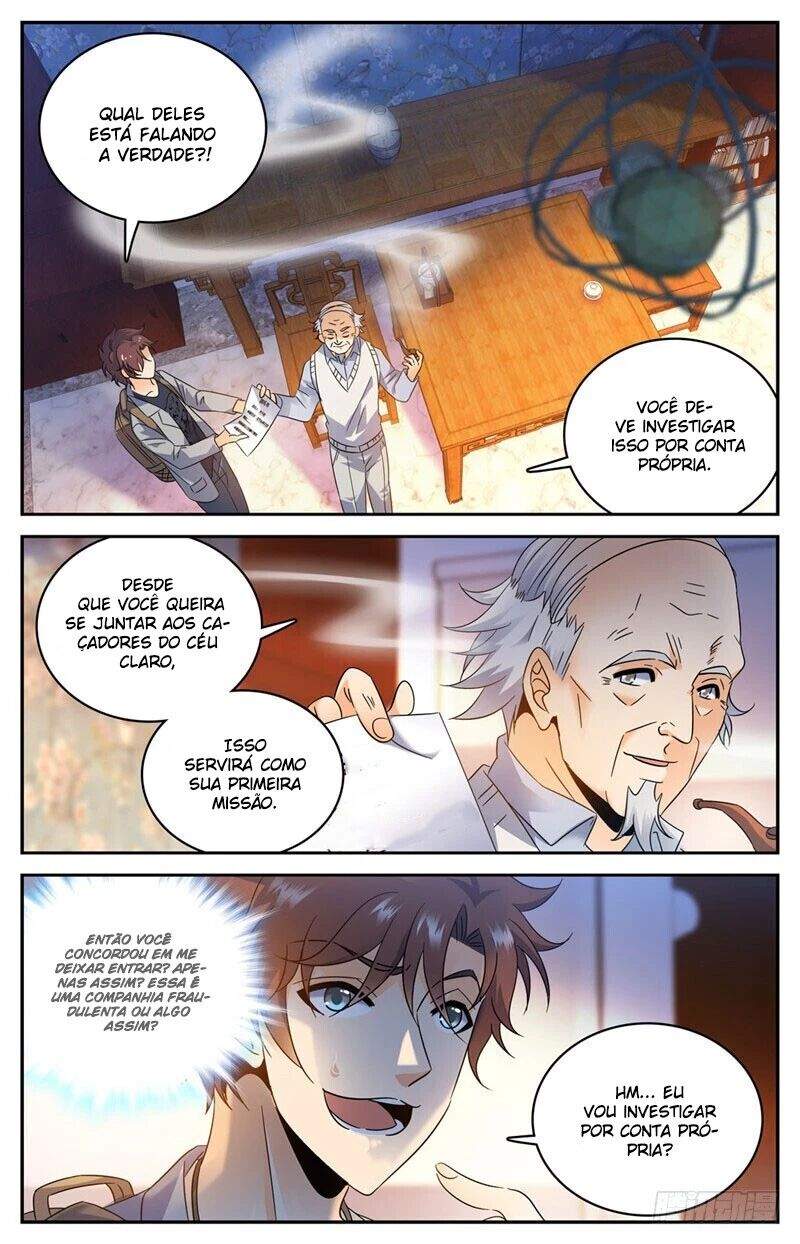 QUAL DELES
ESTÁ FALANDO
A VERDADE?!
VOCÊ DE-
VE INVESTIGAR
ISSO POR CONTA
PRÓPRIA.
DESDE
QUE VOCÊ QUEIRA
SE JUNTAR AOS CA-
ÇADORES DO CÉU
CLARO,
ISSO
SERVIRÁ COMO
SUA PRIMEIRA
MISSÃO.
ENTÃO VOCÊ
CONCORDOU EM ME
DEIXAR ENTRAR? APE-
NAS ASSIM? ESSA É
UMA COMPANHIA FRAU-
DULENTA OU ALGO
ASSIM?
HM... EU
VOU INVESTIGAR
POR CONTA PRÓ-
PRIA?